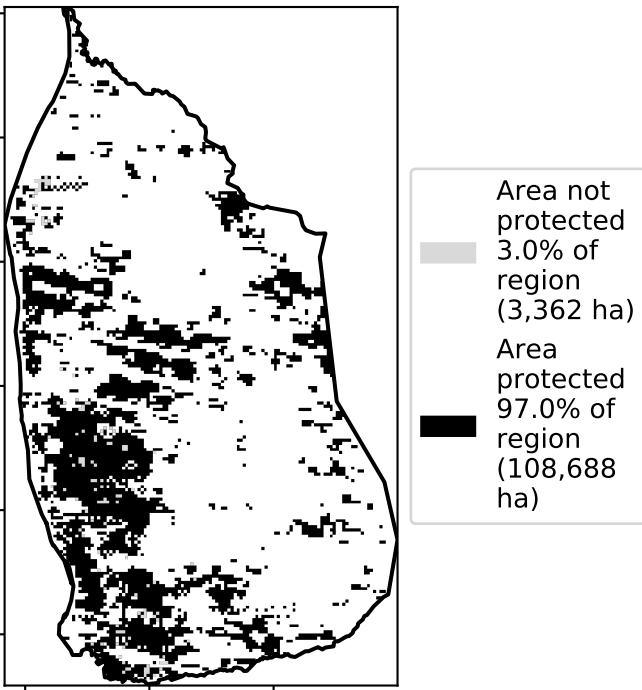 Area not
protected
3.0% of
region
(3,362 ha)
Area
protected
97.0% of
region
(108,688
ha)